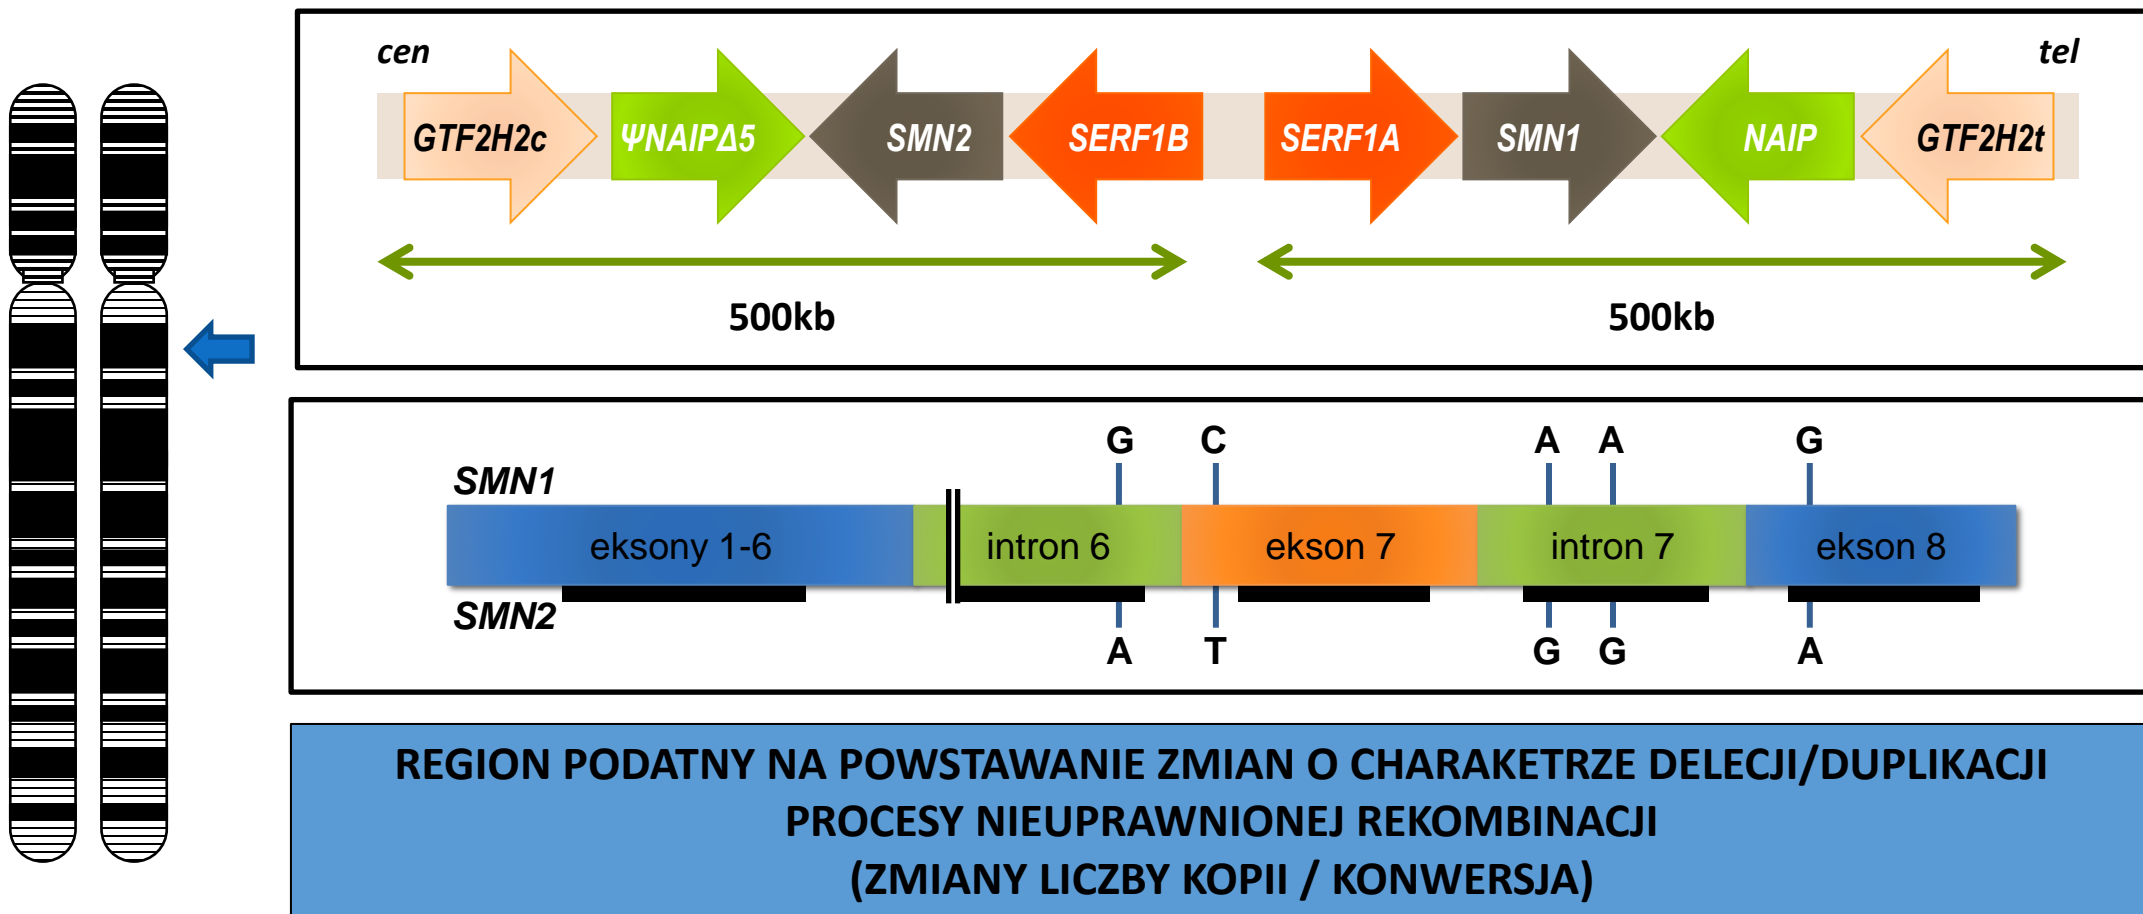 cen tel
GTF2H2c ΨNAIPΔ5 SMN2 SERF1B SERF1A SMN1 NAIP GTF2H2t
500kb 500kb
G C A A G
SMN1
eksony 1-6 intron 6 ekson 7 intron 7 ekson 8
SMN2
A T G G A
REGION PODATNY NA POWSTAWANIE ZMIAN O CHARAKETRZE DELECJI/DUPLIKACJI
PROCESY NIEUPRAWNIONEJ REKOMBINACJI
(ZMIANY LICZBY KOPII / KONWERSJA)